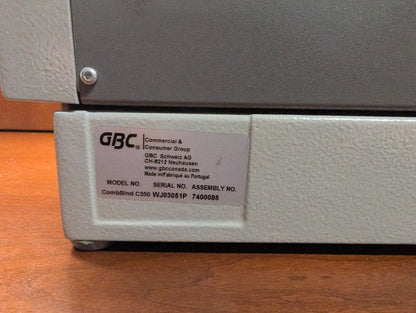 GBC® Commercial &
Consumer Group
GBC Schweiz AG
CH-8212 Neuhausen
www.gbccanada.com
Made in/Fabrique au Portugal
MODEL NO. SERIAL NO. ASSEMBLY NO.
CombBind C350 WJ03051P 7400085